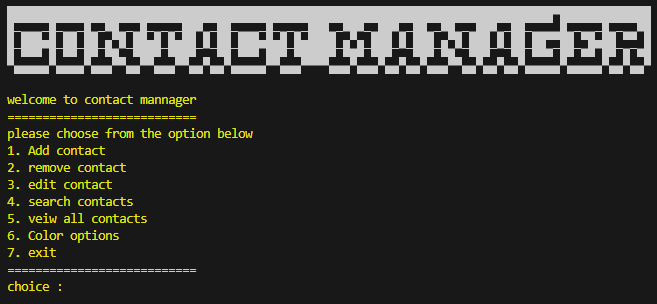 CONTACT MANAGER
welcome to contact mannager
===========================
please choose from the option below
1. Add contact
2. remove contact
3. edit contact
4. search contacts
5. veiw all contacts
6. Color options
7. exit
===========================
choice :